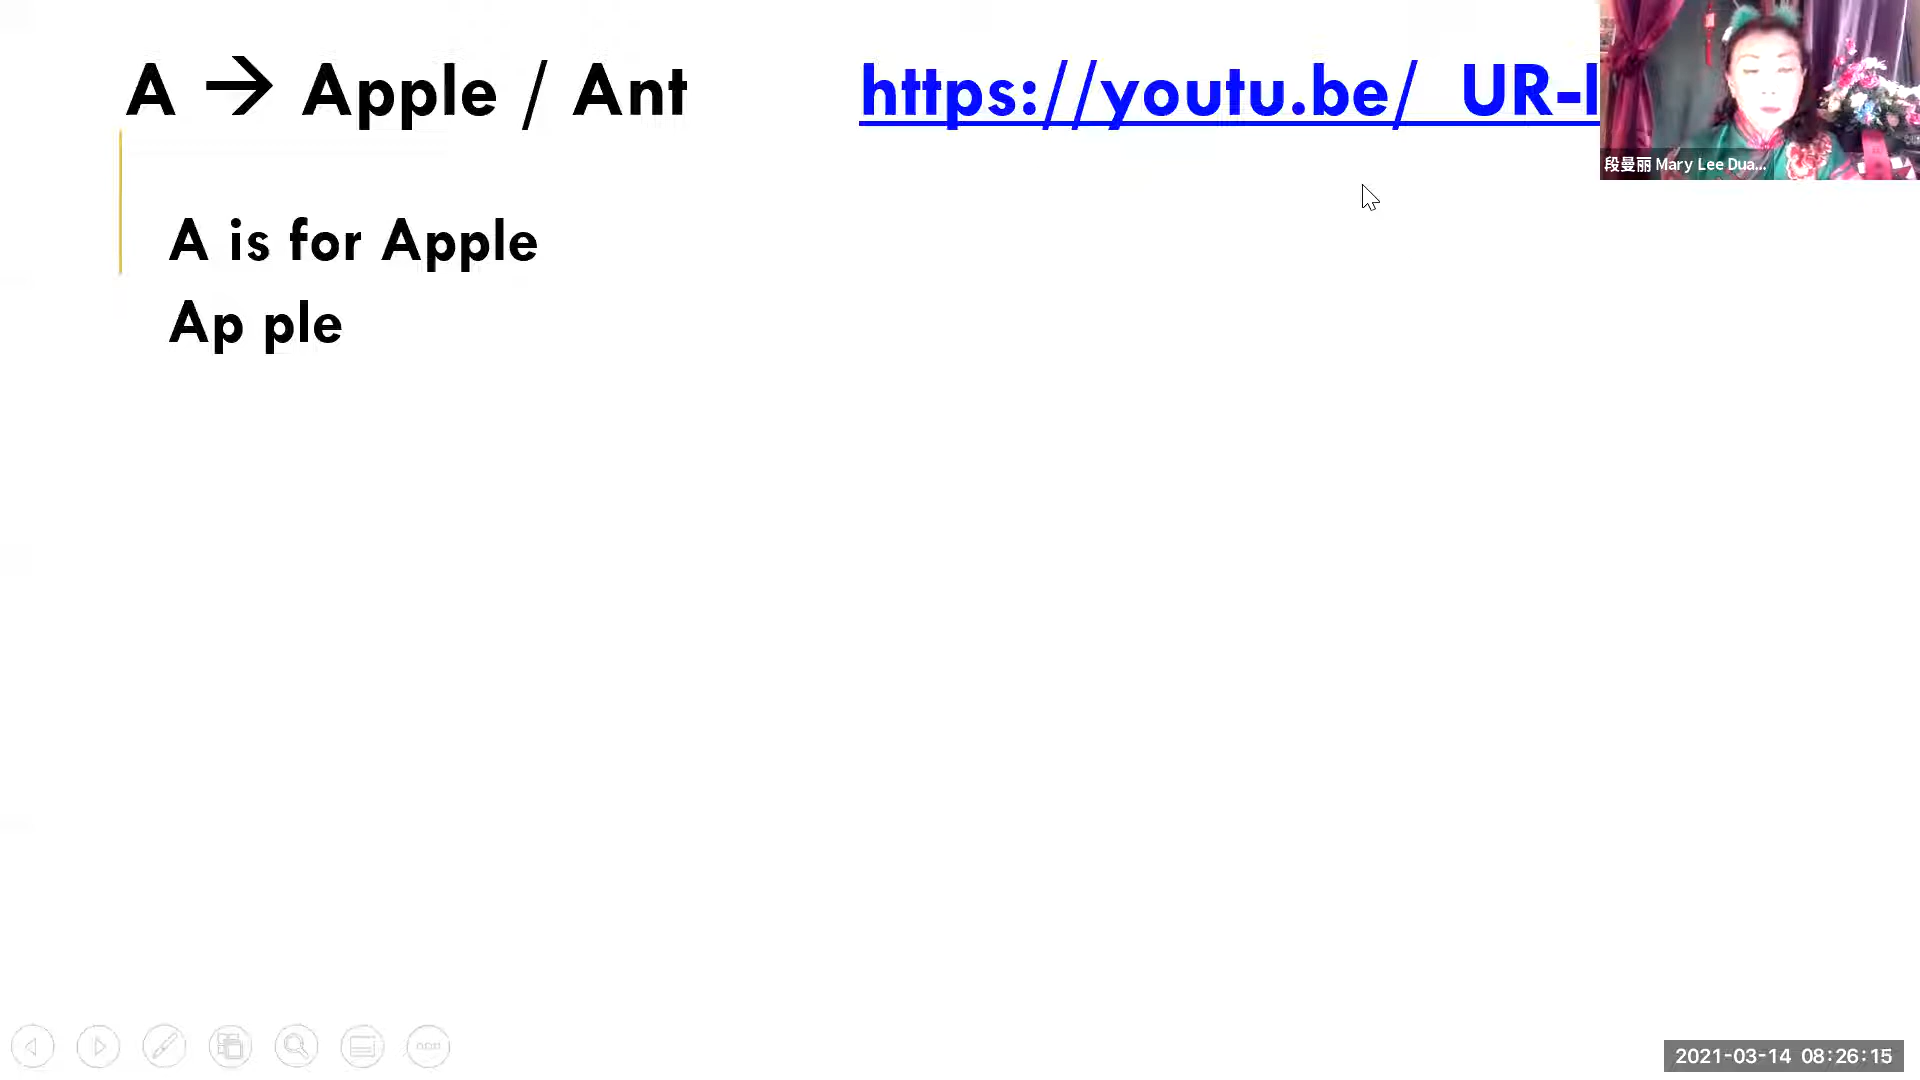 A → Apple / Ant https://youtu.be/_UR-l
段曼丽 Mary Lee Dua...
A is for Apple
Ap ple
2021-03-14 08:26:15